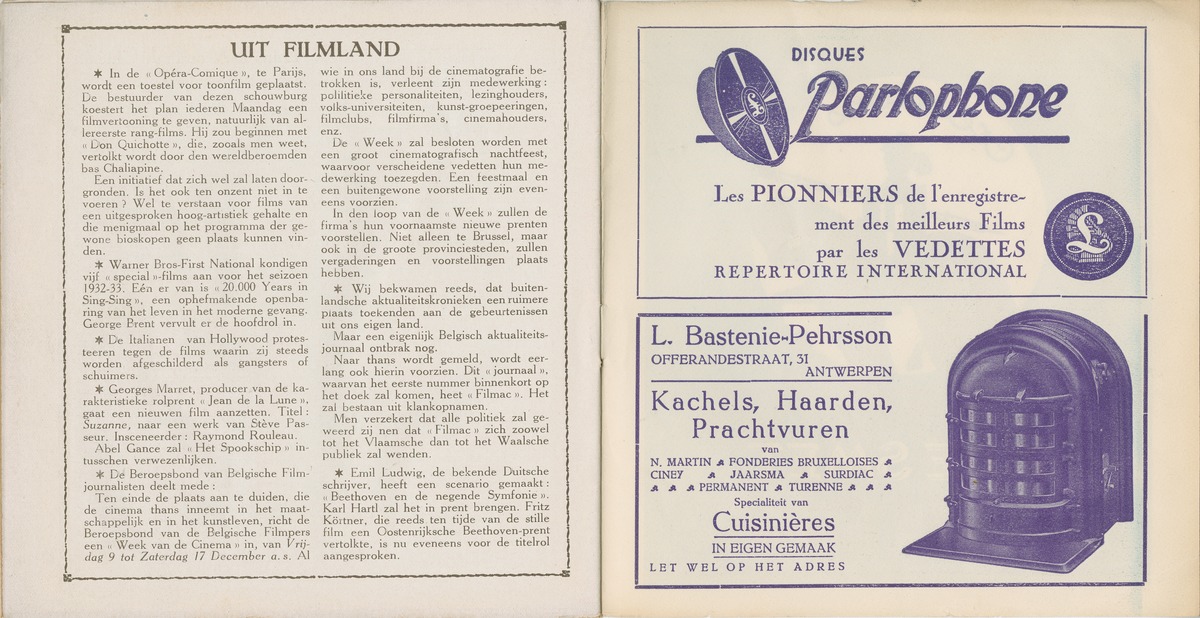 UIT FILMLAND
✶ In de « Opéra-Comique », te Parijs,
wordt een toestel voor toonfilm geplaatst.
De bestuurder van dezen schouwburg
koestert het plan iederen Maandag een
filmvertooning te geven, natuurlijk van al-
lereerste rang-films. Hij zou beginnen met
« Don Quichotte », die, zooals men weet,
vertolkt wordt door den wereldberoemden
bas Chaliapine.
Een initiatief dat zich wel zal laten door-
gronden. Is het ook ten onzent niet in te
voeren ? Wel te verstaan voor films van
een uitgesproken hoog-artistiek gehalte en
die menigmaal op het programma der ge-
wone bioskopen geen plaats kunnen vin-
den.
✶ Warner Bros-First National kondigen
vijf « special »-films aan voor het seizoen
1932-33. Eén er van is « 20.000 Years in
Sing-Sing », een ophefmakende openba-
ring van het leven in het moderne gevang.
George Prent vervult er de hoofdrol in.
✶ De Italianen van Hollywood protes-
teeren tegen de films waarin zij steeds
worden afgeschilderd als gangsters of
schuimers.
✶ Georges Marret, producer van de ka-
rakteristieke rolprent « Jean de la Lune »,
gaat een nieuwen film aanzetten. Titel :
Suzanne, naar een werk van Stève Pas-
seur. Insceneerder : Raymond Rouleau.
Abel Gance zal « Het Spookschip » in-
tusschen verwezenlijken.
✶ De Beroepsbond van Belgische Film-
journalisten deelt mede :
Ten einde de plaats aan te duiden, die
de cinema thans inneemt in het maat-
schappelijk en in het kunstleven, richt de
Beroepsbond van de Belgische Filmpers
een « Week van de Cinema » in, van Vrij-
dag 9 tot Zaterdag 17 December a. s. Al
wie in ons land bij de cinematografie be-
trokken is, verleent zijn medewerking :
polilitieke personaliteiten, lezinghouders,
volks-universiteiten, kunst-groepeeringen,
filmclubs, filmfirma's, cinemahouders,
enz.
De « Week » zal besloten worden met
een groot cinematografisch nachtfeest,
waarvoor verscheidene vedetten hun me-
dewerking toezegden. Een feestmaal en
een buitengewone voorstelling zijn even-
eens voorzien.
In den loop van de « Week » zullen de
firma's hun voornaamste nieuwe prenten
voorstellen. Niet alleen te Brussel, maar
ook in de groote provinciesteden, zullen
vergaderingen en voorstellingen plaats
hebben.
✶ Wij bekwamen reeds, dat buiten-
landsche aktualiteitskronieken een ruimere
plaats toekenden aan de gebeurtenissen
uit ons eigen land.
Maar een eigenlijk Belgisch aktualiteits-
journaal ontbrak nog.
Naar thans wordt gemeld, wordt eer-
lang ook hierin voorzien. Dit « journaal »,
waarvan het eerste nummer binnenkort op
het doek zal komen, heet « Filmac ». Het
zal bestaan uit klankopnamen.
Men verzekert dat alle politiek zal ge-
weerd zij nen dat « Filmac » zich zoowel
tot het Vlaamsche dan tot het Waalsche
publiek zal wenden.
✶ Emil Ludwig, de bekende Duitsche
schrijver, heeft een scenario gemaakt :
« Beethoven en de negende Symfonie ».
Karl Hartl zal het in prent brengen. Fritz
Körtner, die reeds ten tijde van de stille
film een Oostenrijksche Beethoven-prent
vertolkte, is nu eveneens voor de titelrol
aangesproken.
DISQUES
Parlophone
Les PIONNIERS de l'enregistre-
ment des meilleurs Films
par les VEDETTES
REPERTOIRE INTERNATIONAL
£
L. Bastenie-Pehrsson
OFFERANDESTRAAT, 31
ANTWERPEN
Kachels, Haarden,
Prachtvuren
van
N. MARTIN FONDERIES BRUXELLOISES
CINEY JAARSMA SURDIAC
PERMANENT TURENNE
Specialiteit van
Cuisinières
IN EIGEN GEMAAK
LET WEL OP HET ADRES